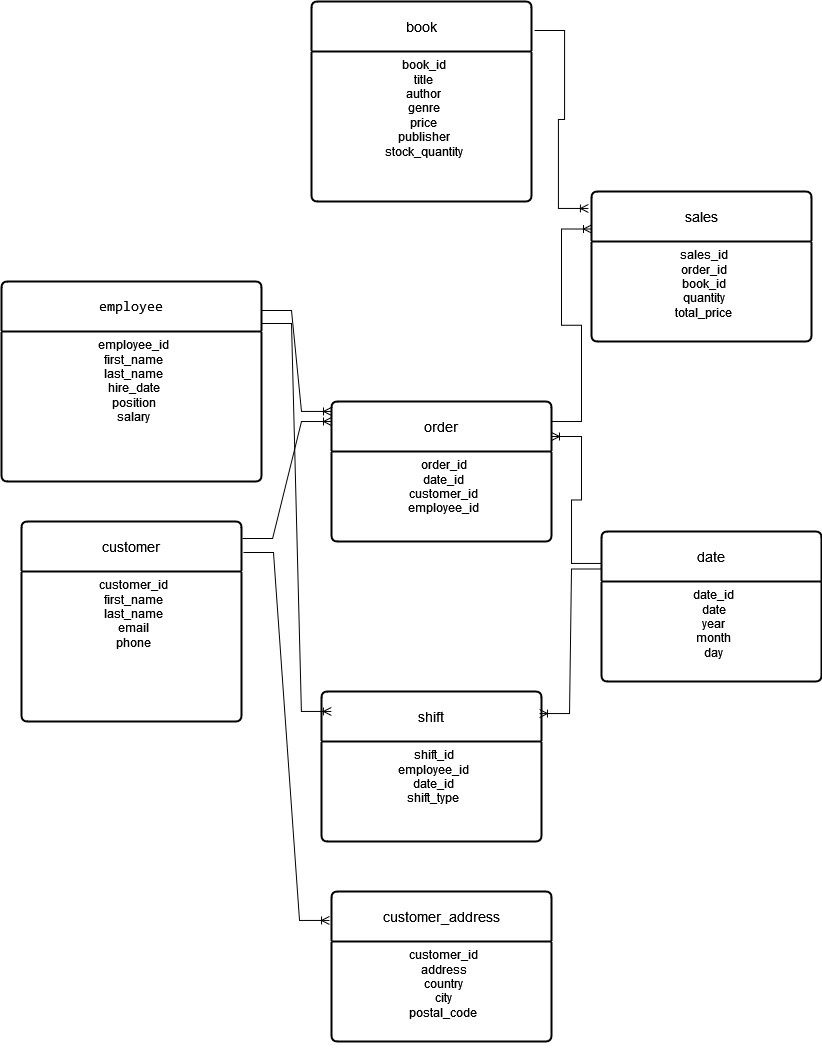 book
book_id
title
author
genre
price
publisher
stock_quantity
sales
sales_id
order_id
book_id
quantity
total_price
employee
employee_id
first_name
last_name
hire_date
position
salary
order
order_id
date_id
customer_id
employee_id
customer
customer_id
first_name
last_name
email
phone
date
date_id
date
year
month
day
shift
shift_id
employee_id
date_id
shift_type
customer_address
customer_id
address
country
city
postal_code